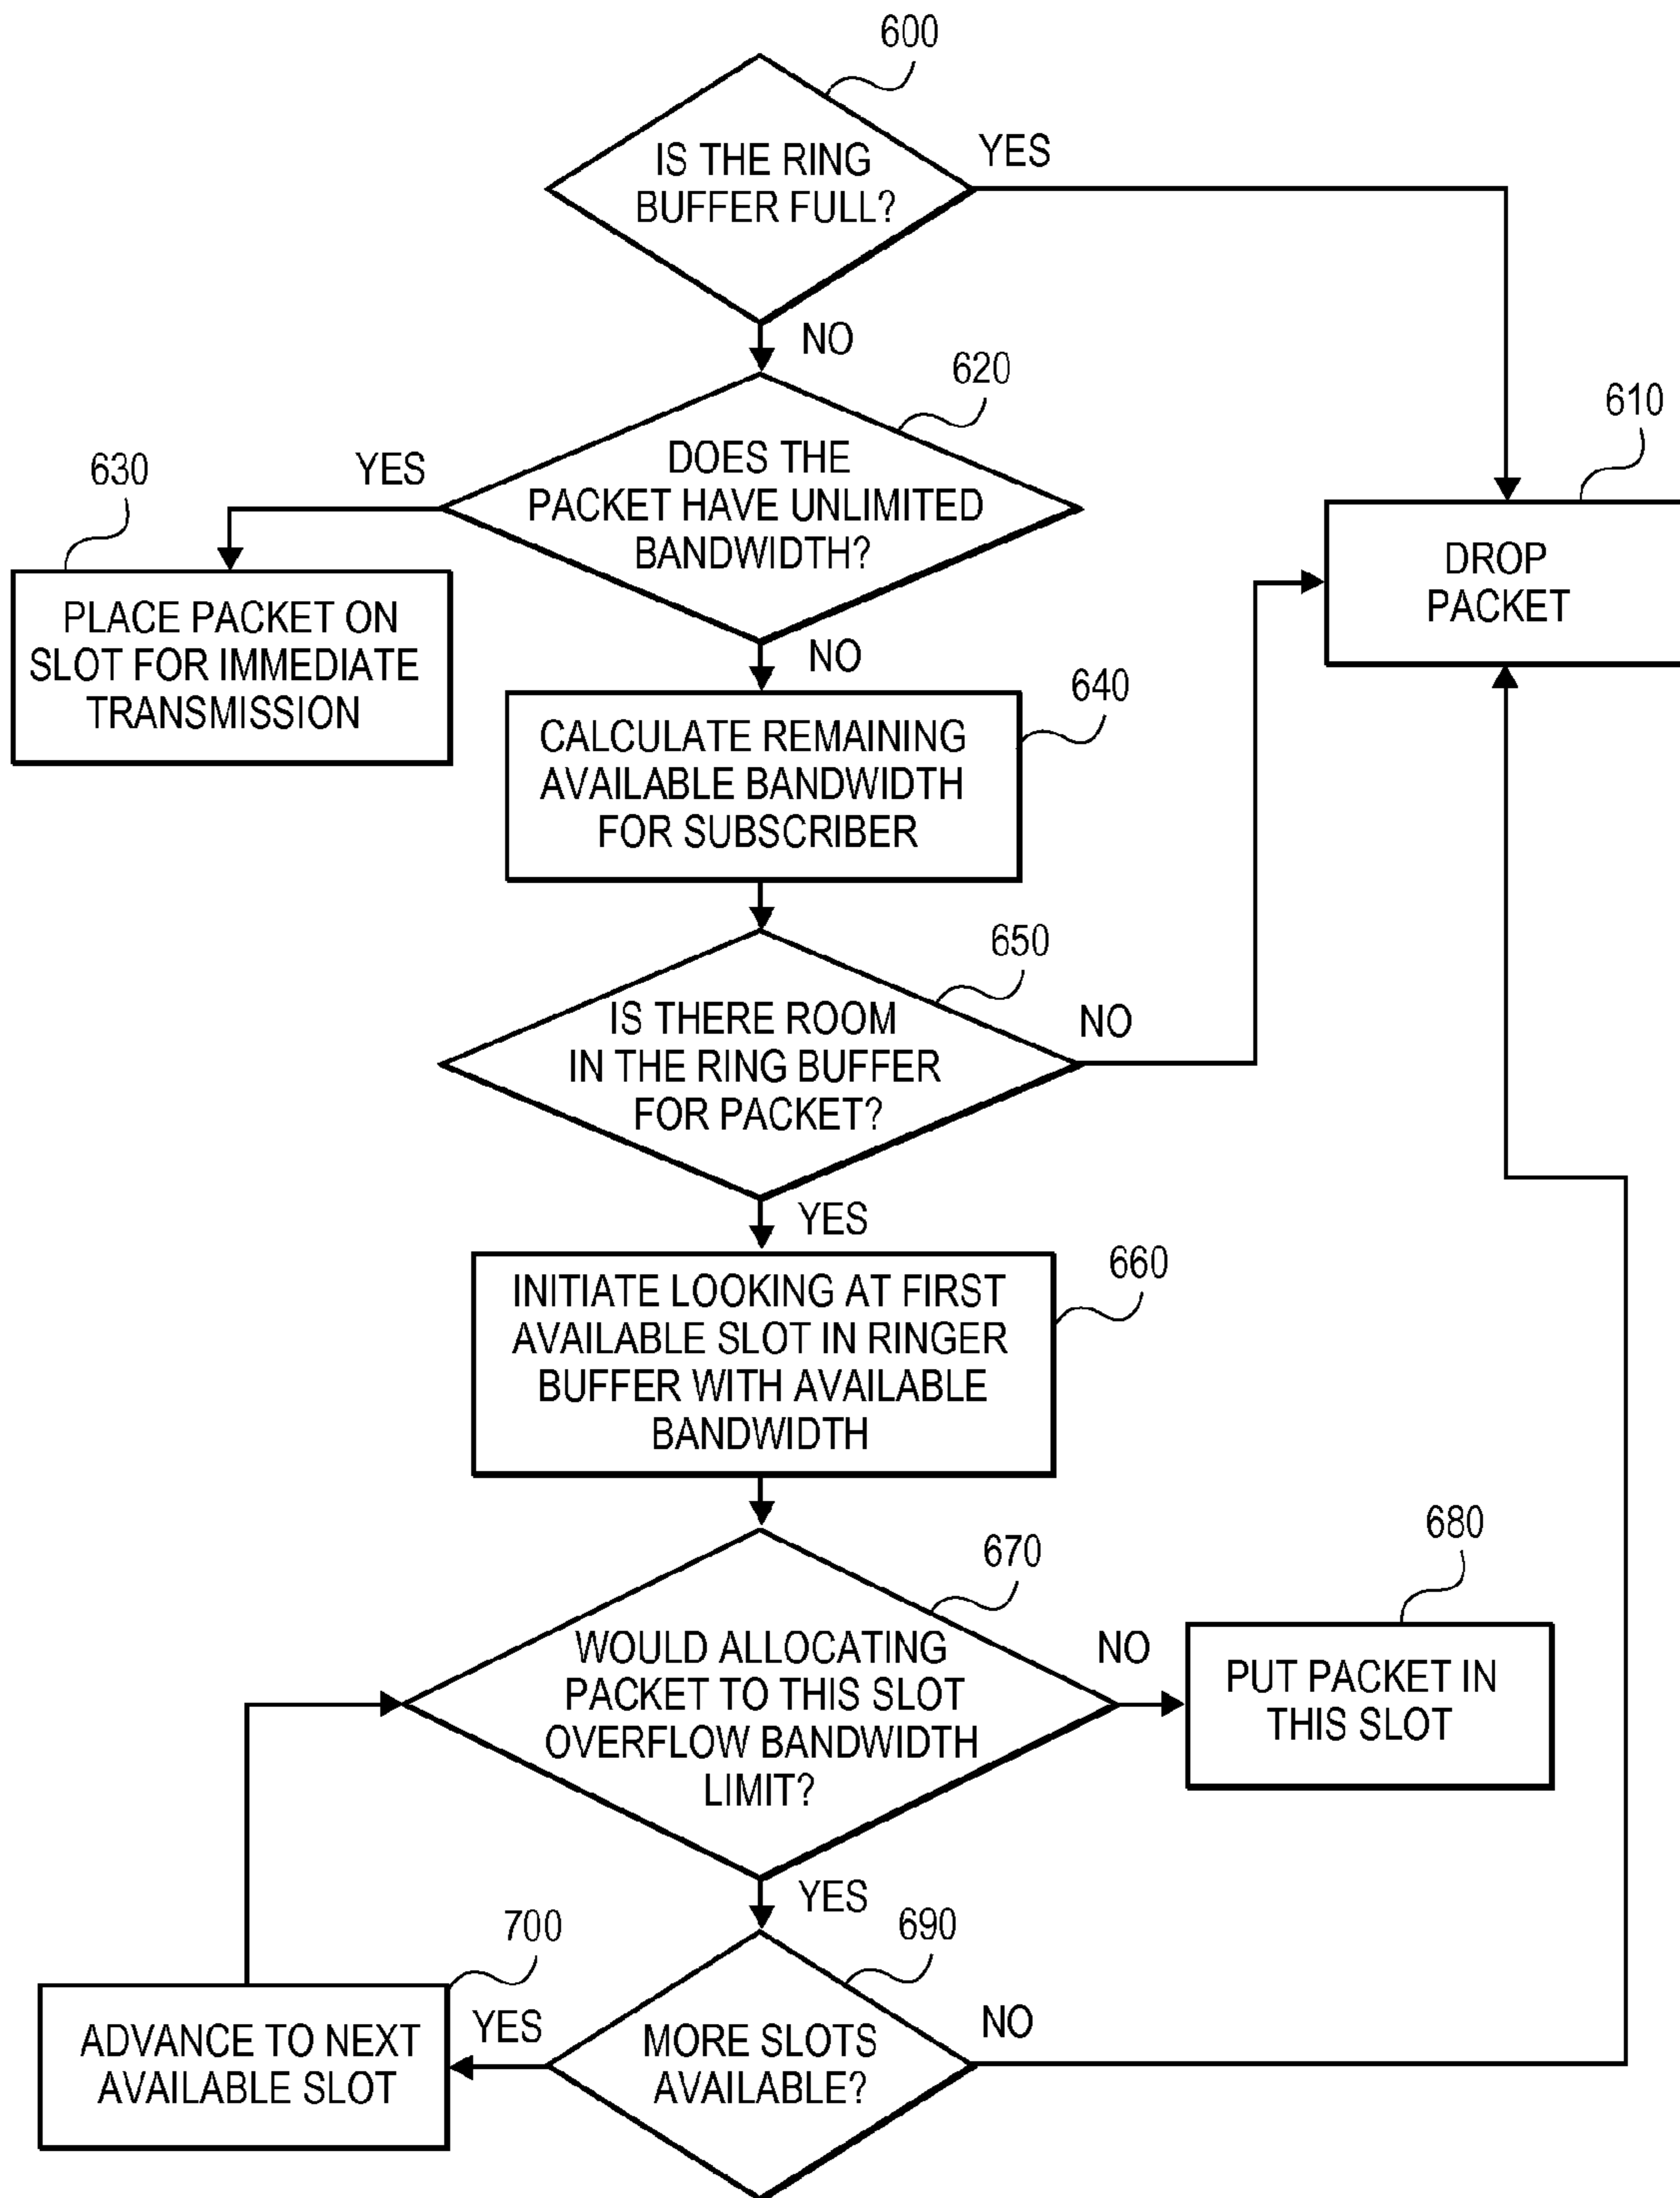 600
IS THE RING
BUFFER FULL?
YES
NO
620
DOES THE
PACKET HAVE UNLIMITED
BANDWIDTH?
YES
630
PLACE PACKET ON
SLOT FOR IMMEDIATE
TRANSMISSION
610
DROP
PACKET
NO
640
CALCULATE REMAINING
AVAILABLE BANDWIDTH
FOR SUBSCRIBER
650
IS THERE ROOM
IN THE RING BUFFER
FOR PACKET?
NO
YES
660
INITIATE LOOKING AT FIRST
AVAILABLE SLOT IN RINGER
BUFFER WITH AVAILABLE
BANDWIDTH
670
WOULD ALLOCATING
PACKET TO THIS SLOT
OVERFLOW BANDWIDTH
LIMIT?
NO
680
PUT PACKET IN
THIS SLOT
YES
690
MORE SLOTS
AVAILABLE?
NO
YES
700
ADVANCE TO NEXT
AVAILABLE SLOT